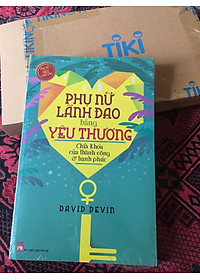 TIKI
PHỤ NỮ
LÃNH ĐẠO
bằng
YÊU THƯƠNG
Chìa khóa
của thành công
& hạnh phúc
DAVID DEVIN